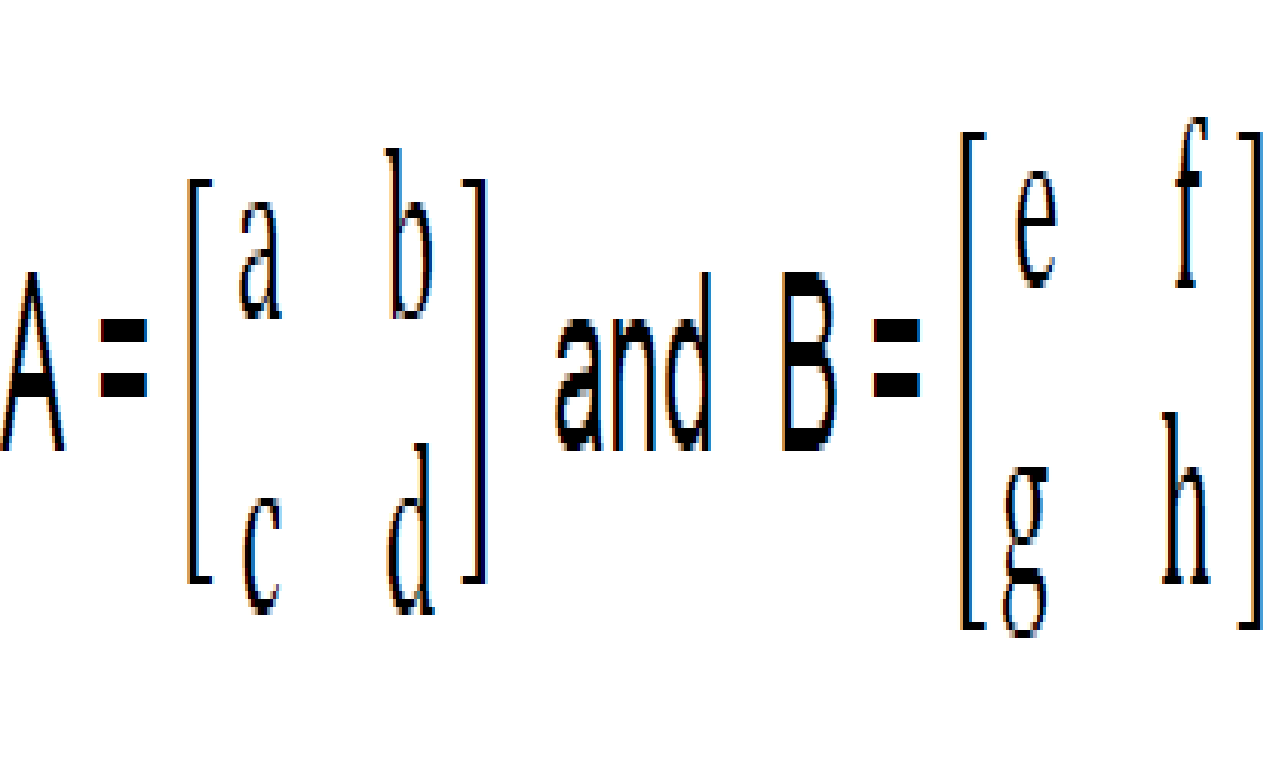 A = [ a b
c d ] and B = [ e f
g h ]